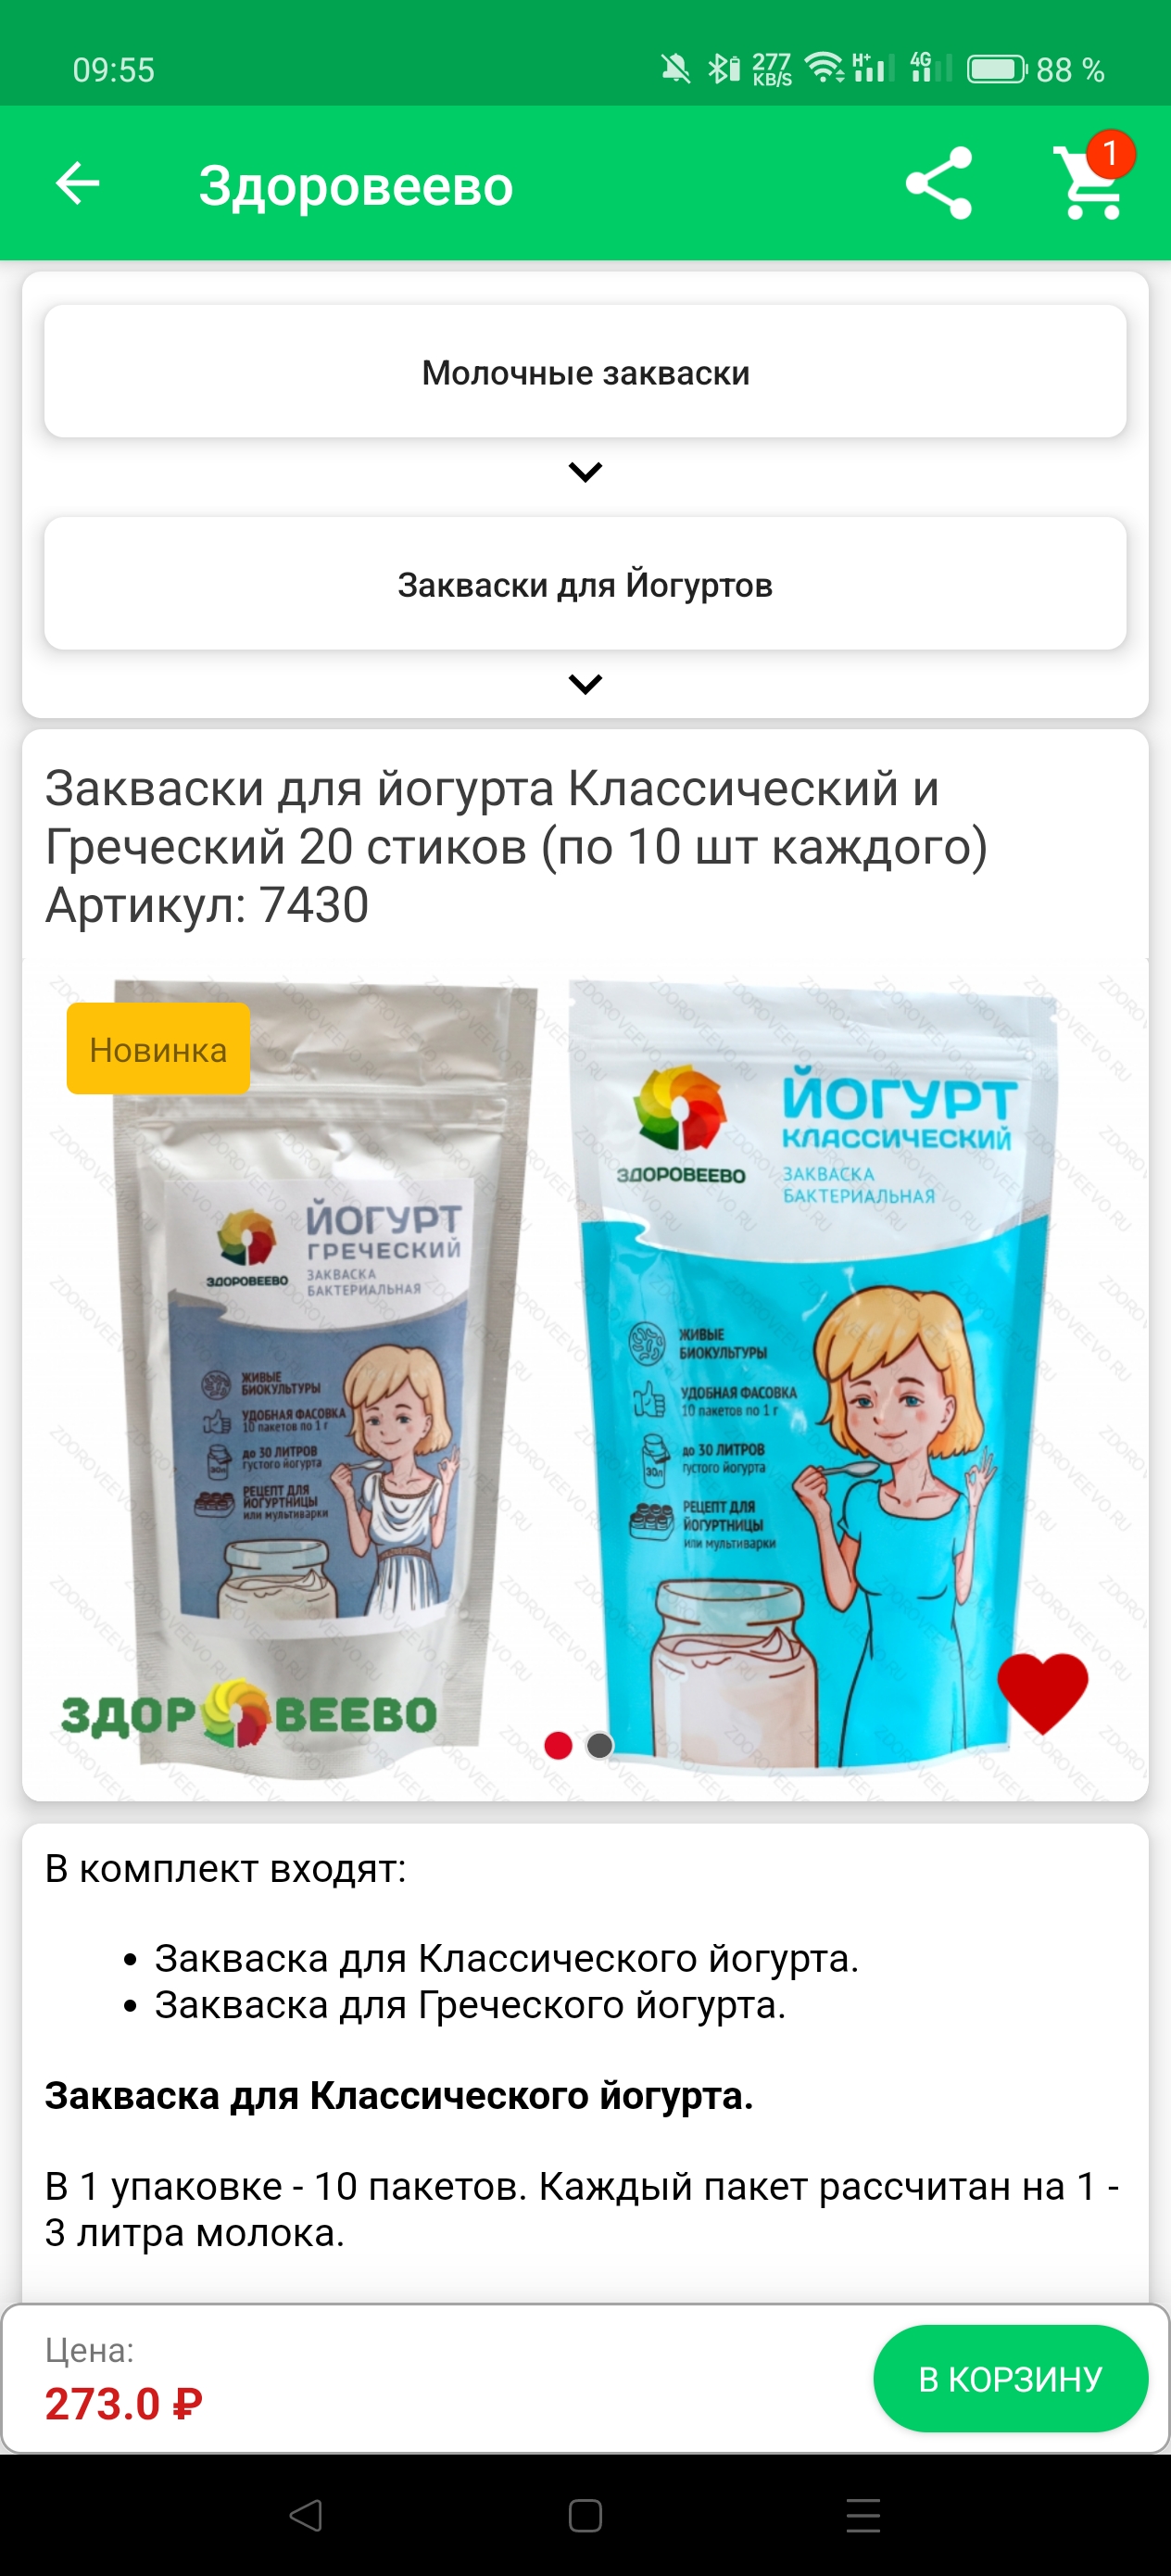 09:55
277
KB/S
H+
4G
88 %
Здоровеево
1
Молочные закваски
Закваски для Йогуртов
Закваски для йогурта Классический и
Греческий 20 стиков (по 10 шт каждого)
Артикул: 7430
Новинка
ЙОГУРТ
ГРЕЧЕСКИЙ
ЗДОРОВЕЕВО
ЗАКВАСКА
БАКТЕРИАЛЬНАЯ
ЖИВЫЕ
БИОКУЛЬТУРЫ
УДОБНАЯ ФАСОВКА
10 пакетов по 1 г
30л
до 30 ЛИТРОВ
густого йогурта
РЕЦЕПТ ДЛЯ
ЙОГУРТНИЦЫ
или мультиварки
ЙОГУРТ
КЛАССИЧЕСКИЙ
ЗДОРОВЕЕВО
ЗАКВАСКА
БАКТЕРИАЛЬНАЯ
ЖИВЫЕ
БИОКУЛЬТУРЫ
УДОБНАЯ ФАСОВКА
10 пакетов по 1 г
30л
до 30 ЛИТРОВ
густого йогурта
РЕЦЕПТ ДЛЯ
ЙОГУРТНИЦЫ
или мультиварки
ЗДОРОВЕЕВО
ZDOROVEEVO.RU
В комплект входят:
• Закваска для Классического йогурта.
• Закваска для Греческого йогурта.
Закваска для Классического йогурта.
В 1 упаковке - 10 пакетов. Каждый пакет рассчитан на 1 -
3 литра молока.
Цена:
273.0 ₽
В КОРЗИНУ